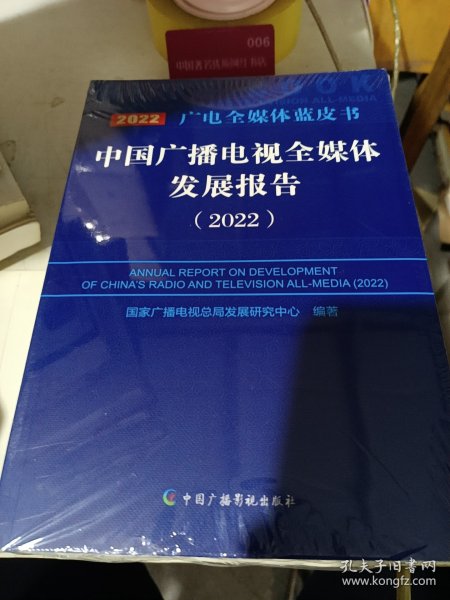 006
2022 广电全媒体蓝皮书
中国广播电视全媒体
发展报告
（2022）
ANNUAL REPORT ON DEVELOPMENT
OF CHINA'S RADIO AND TELEVISION ALL-MEDIA (2022)
国家广播电视总局发展研究中心 编著
中国广播影视出版社
孔夫子旧书网
www.kongfz.com